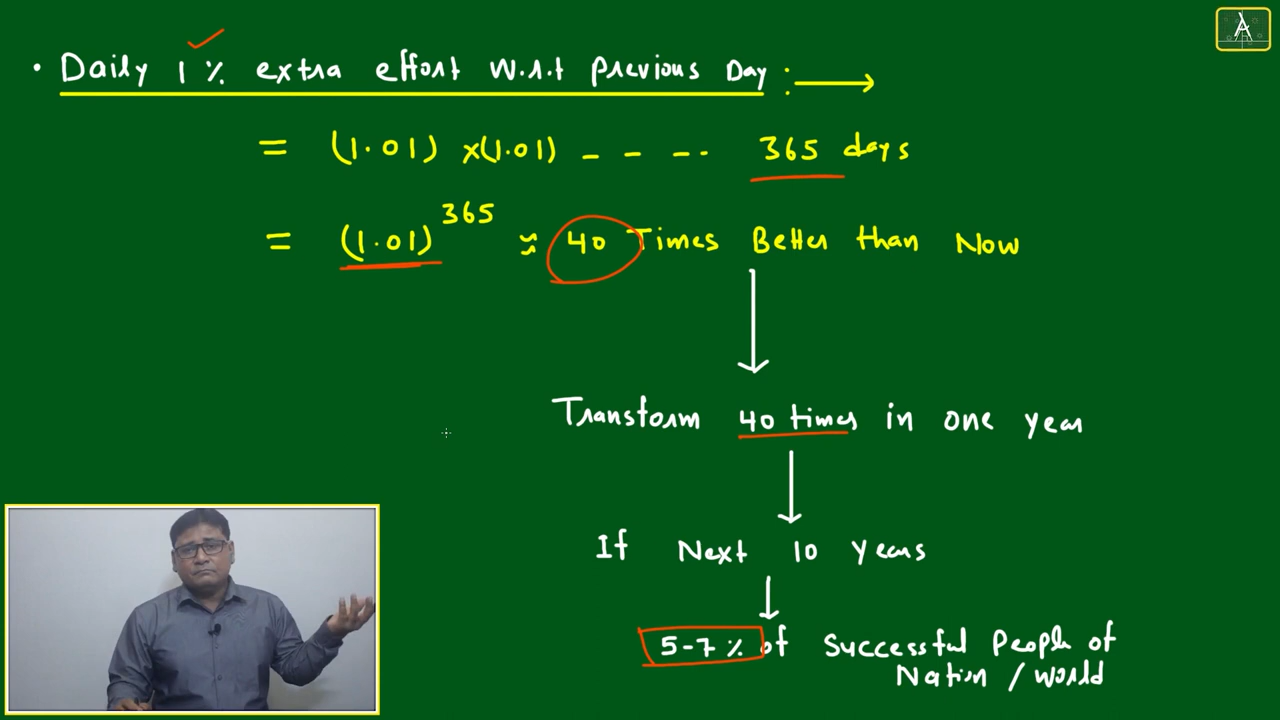 • Daily 1 % extra effort W.r.t Previous Day :⟶
= (1.01) x(1.01) - - - -- 365 days
= (1.01)^365 ≈ 40 Times Better than Now
Transform 40 times in one year
If Next 10 years
5-7 % of Successful People of
Nation / World